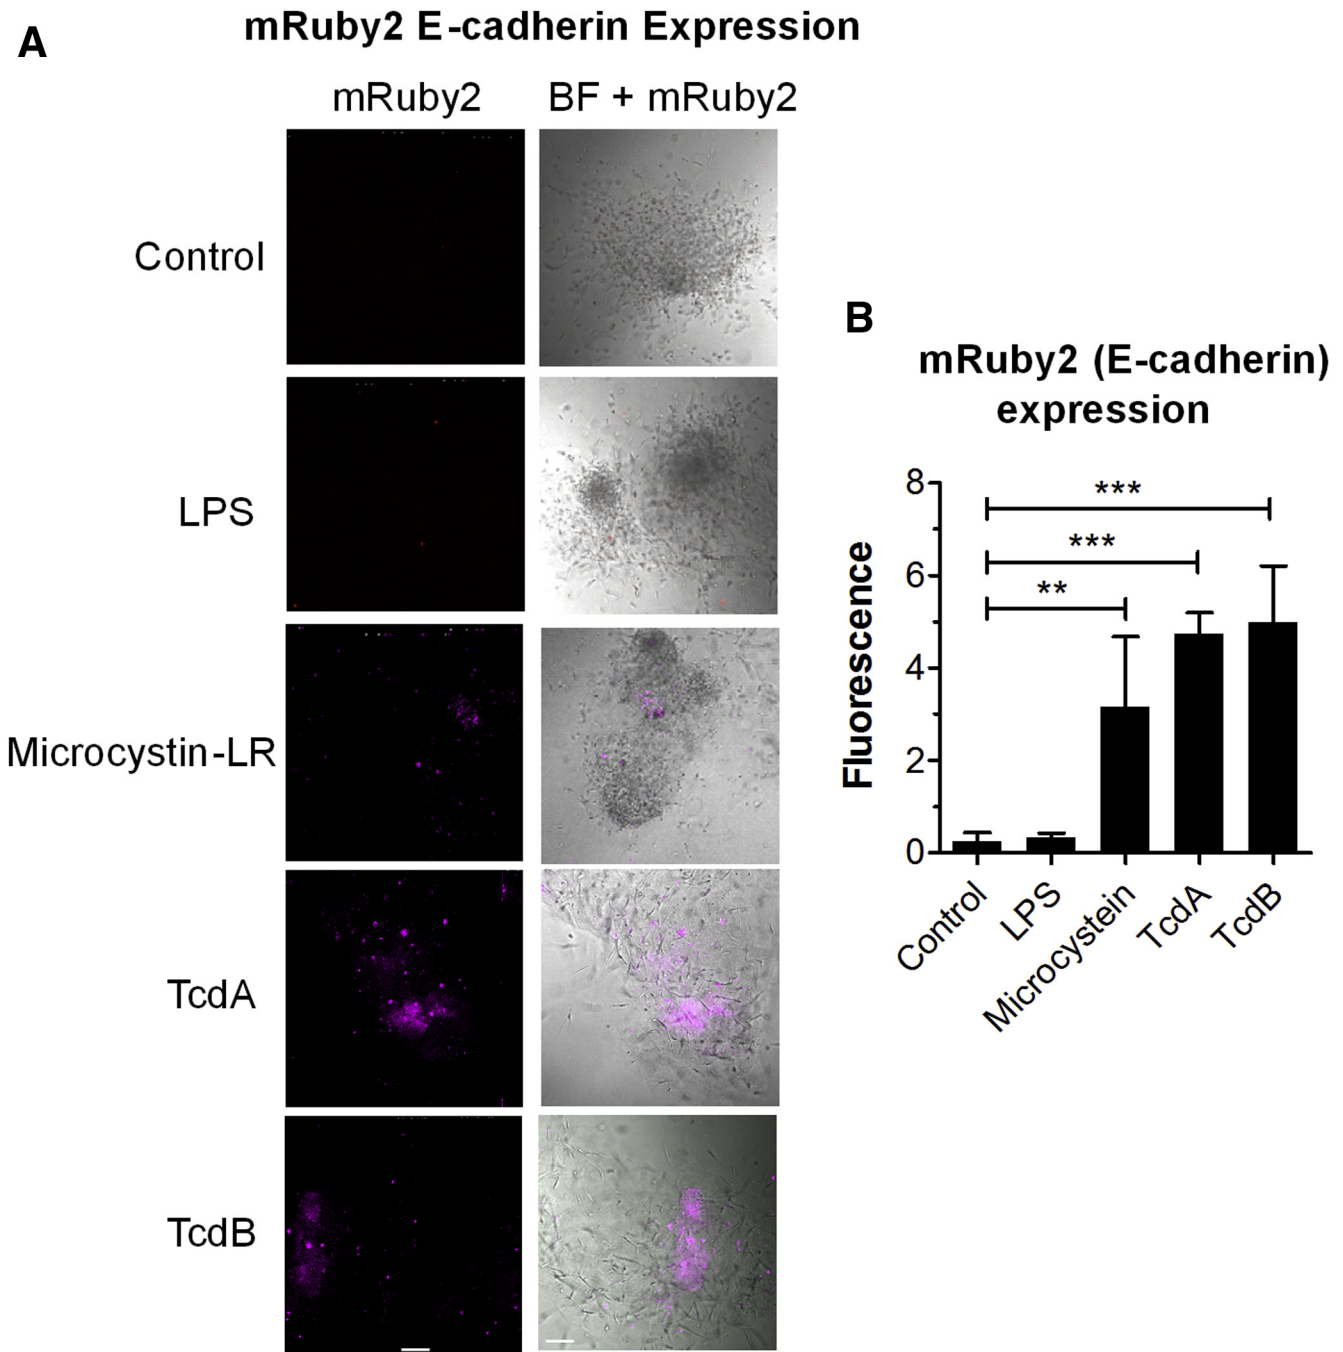 A
mRuby2 E-cadherin Expression
mRuby2
BF + mRuby2
Control
LPS
Microcystin-LR
TcdA
TcdB
B
mRuby2 (E-cadherin)
expression
Fluorescence
8
6
4
2
0
***
***
**
Control
LPS
Microcystein
TcdA
TcdB